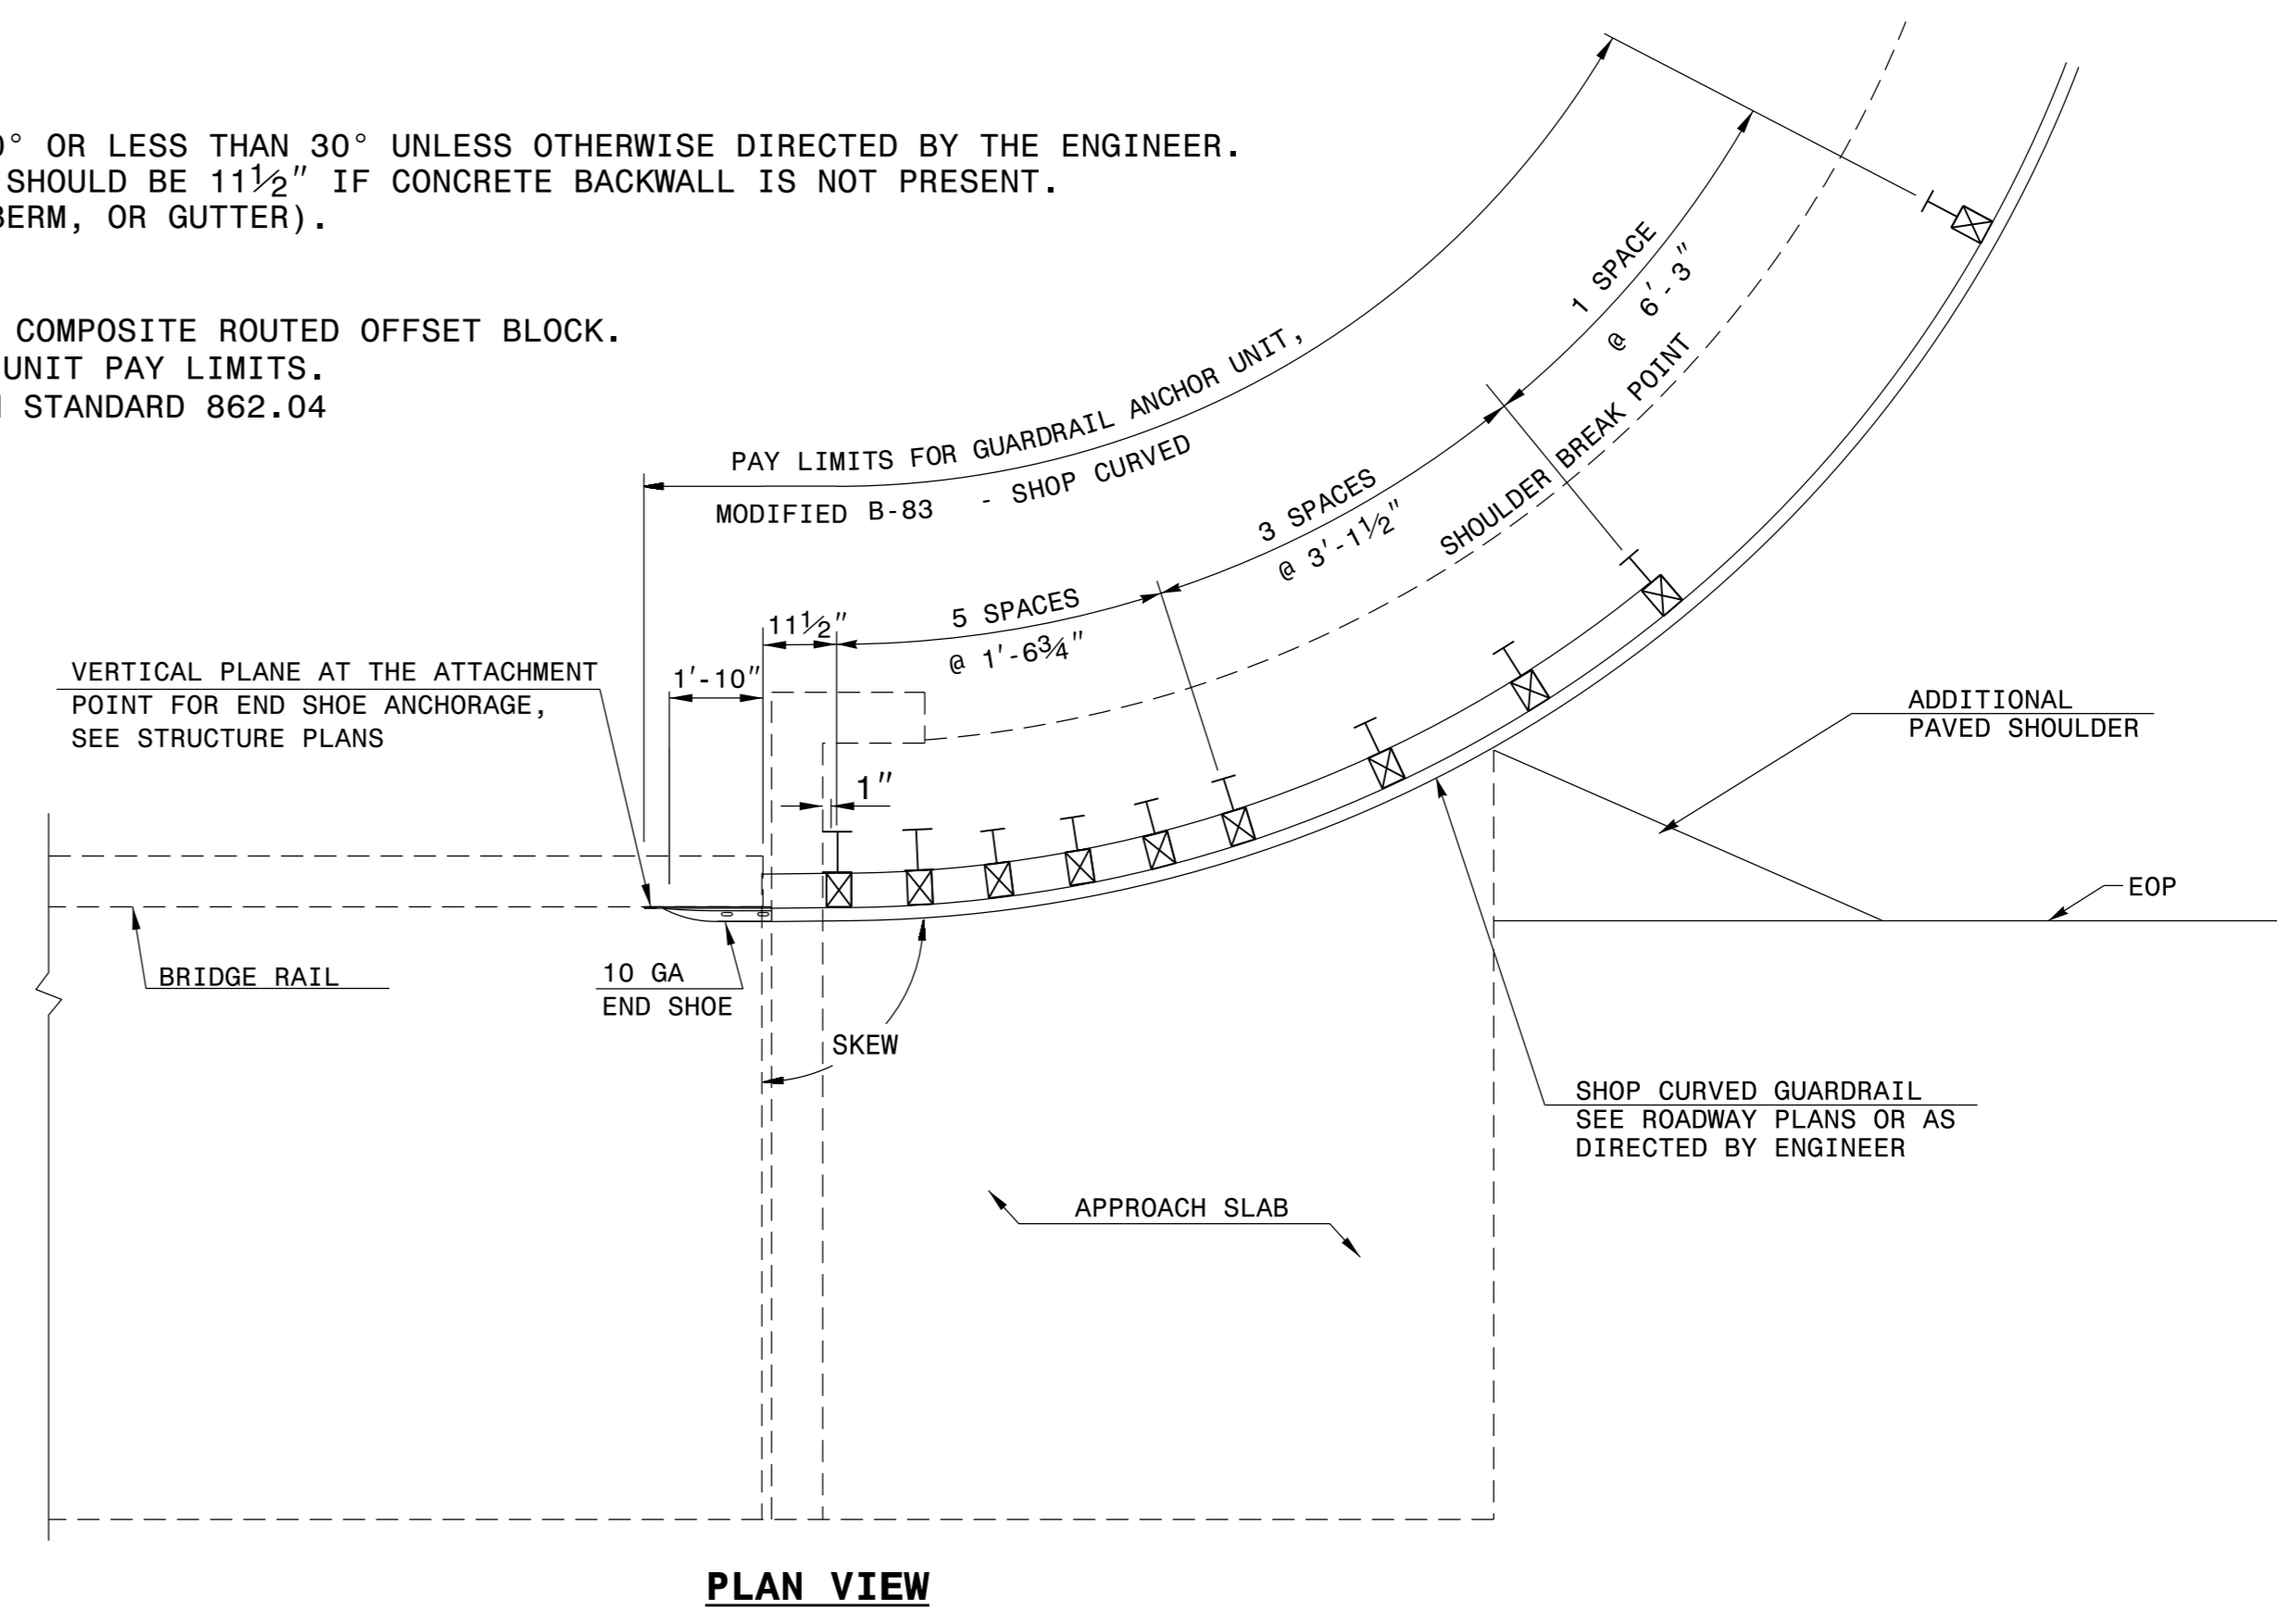 0° OR LESS THAN 30° UNLESS OTHERWISE DIRECTED BY THE ENGINEER.
SHOULD BE 11½" IF CONCRETE BACKWALL IS NOT PRESENT.
BERM, OR GUTTER).
COMPOSITE ROUTED OFFSET BLOCK.
UNIT PAY LIMITS.
STANDARD 862.04
1 SPACE
@ 6'-3"
PAY LIMITS FOR GUARDRAIL ANCHOR UNIT,
MODIFIED B-83 - SHOP CURVED
SHOULDER BREAK POINT
3 SPACES
@ 3'-1½"
5 SPACES
@ 1'-6¾"
11½"
1'-10"
1"
VERTICAL PLANE AT THE ATTACHMENT
POINT FOR END SHOE ANCHORAGE,
SEE STRUCTURE PLANS
ADDITIONAL
PAVED SHOULDER
EOP
BRIDGE RAIL
10 GA
END SHOE
SKEW
SHOP CURVED GUARDRAIL
SEE ROADWAY PLANS OR AS
DIRECTED BY ENGINEER
APPROACH SLAB
PLAN VIEW